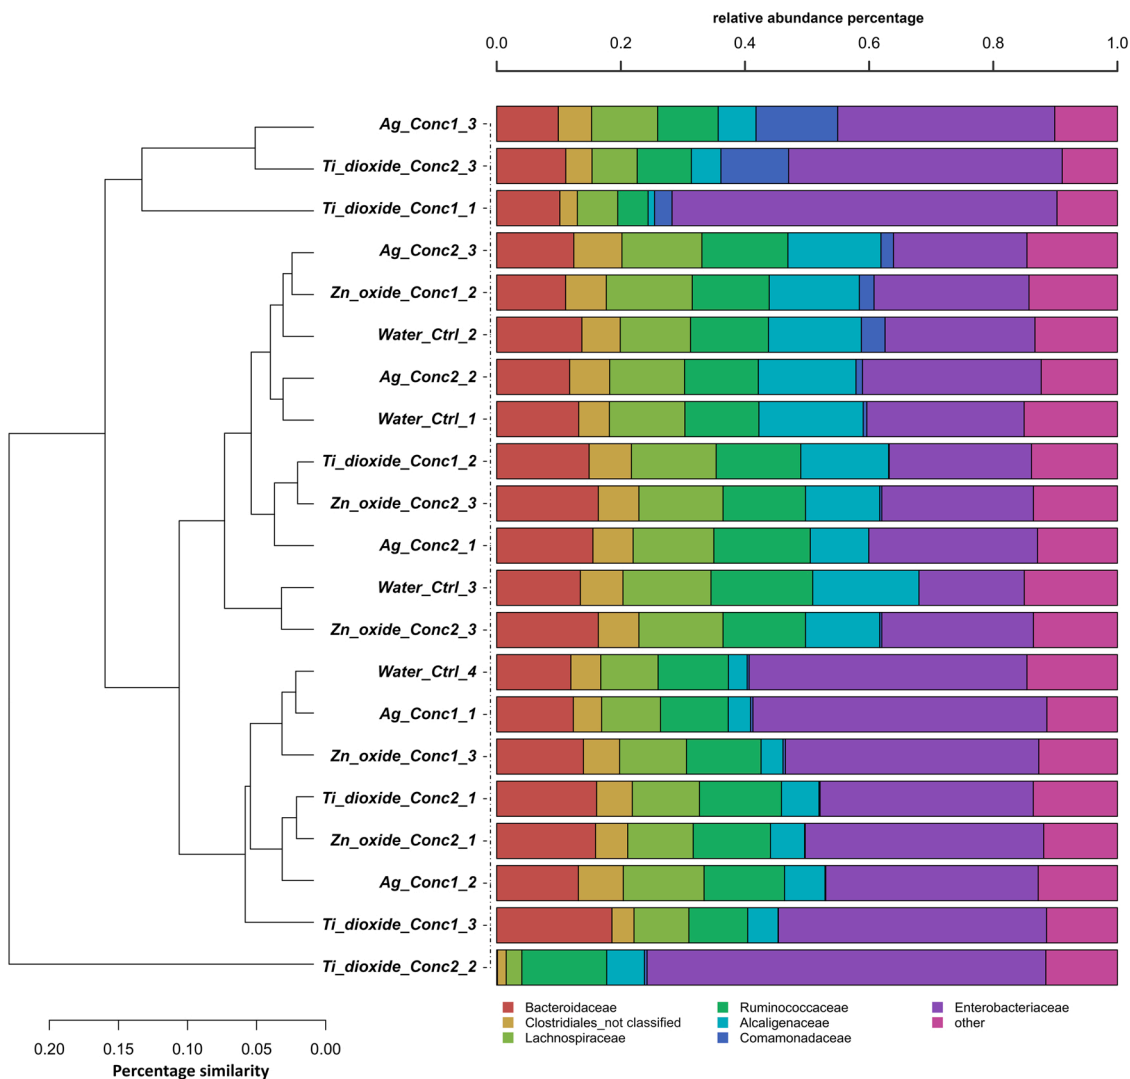 relative abundance percentage
0.0 0.2 0.4 0.6 0.8 1.0
Ag_Conc1_3
Ti_dioxide_Conc2_3
Ti_dioxide_Conc1_1
Ag_Conc2_3
Zn_oxide_Conc1_2
Water_Ctrl_2
Ag_Conc2_2
Water_Ctrl_1
Ti_dioxide_Conc1_2
Zn_oxide_Conc2_3
Ag_Conc2_1
Water_Ctrl_3
Zn_oxide_Conc2_3
Water_Ctrl_4
Ag_Conc1_1
Zn_oxide_Conc1_3
Ti_dioxide_Conc2_1
Zn_oxide_Conc2_1
Ag_Conc1_2
Ti_dioxide_Conc1_3
Ti_dioxide_Conc2_2
Bacteroidaceae Ruminococcaceae Enterobacteriaceae
Clostridiales_not classified Alcaligenaceae other
Lachnospiraceae Comamonadaceae
0.20 0.15 0.10 0.05 0.00
Percentage similarity